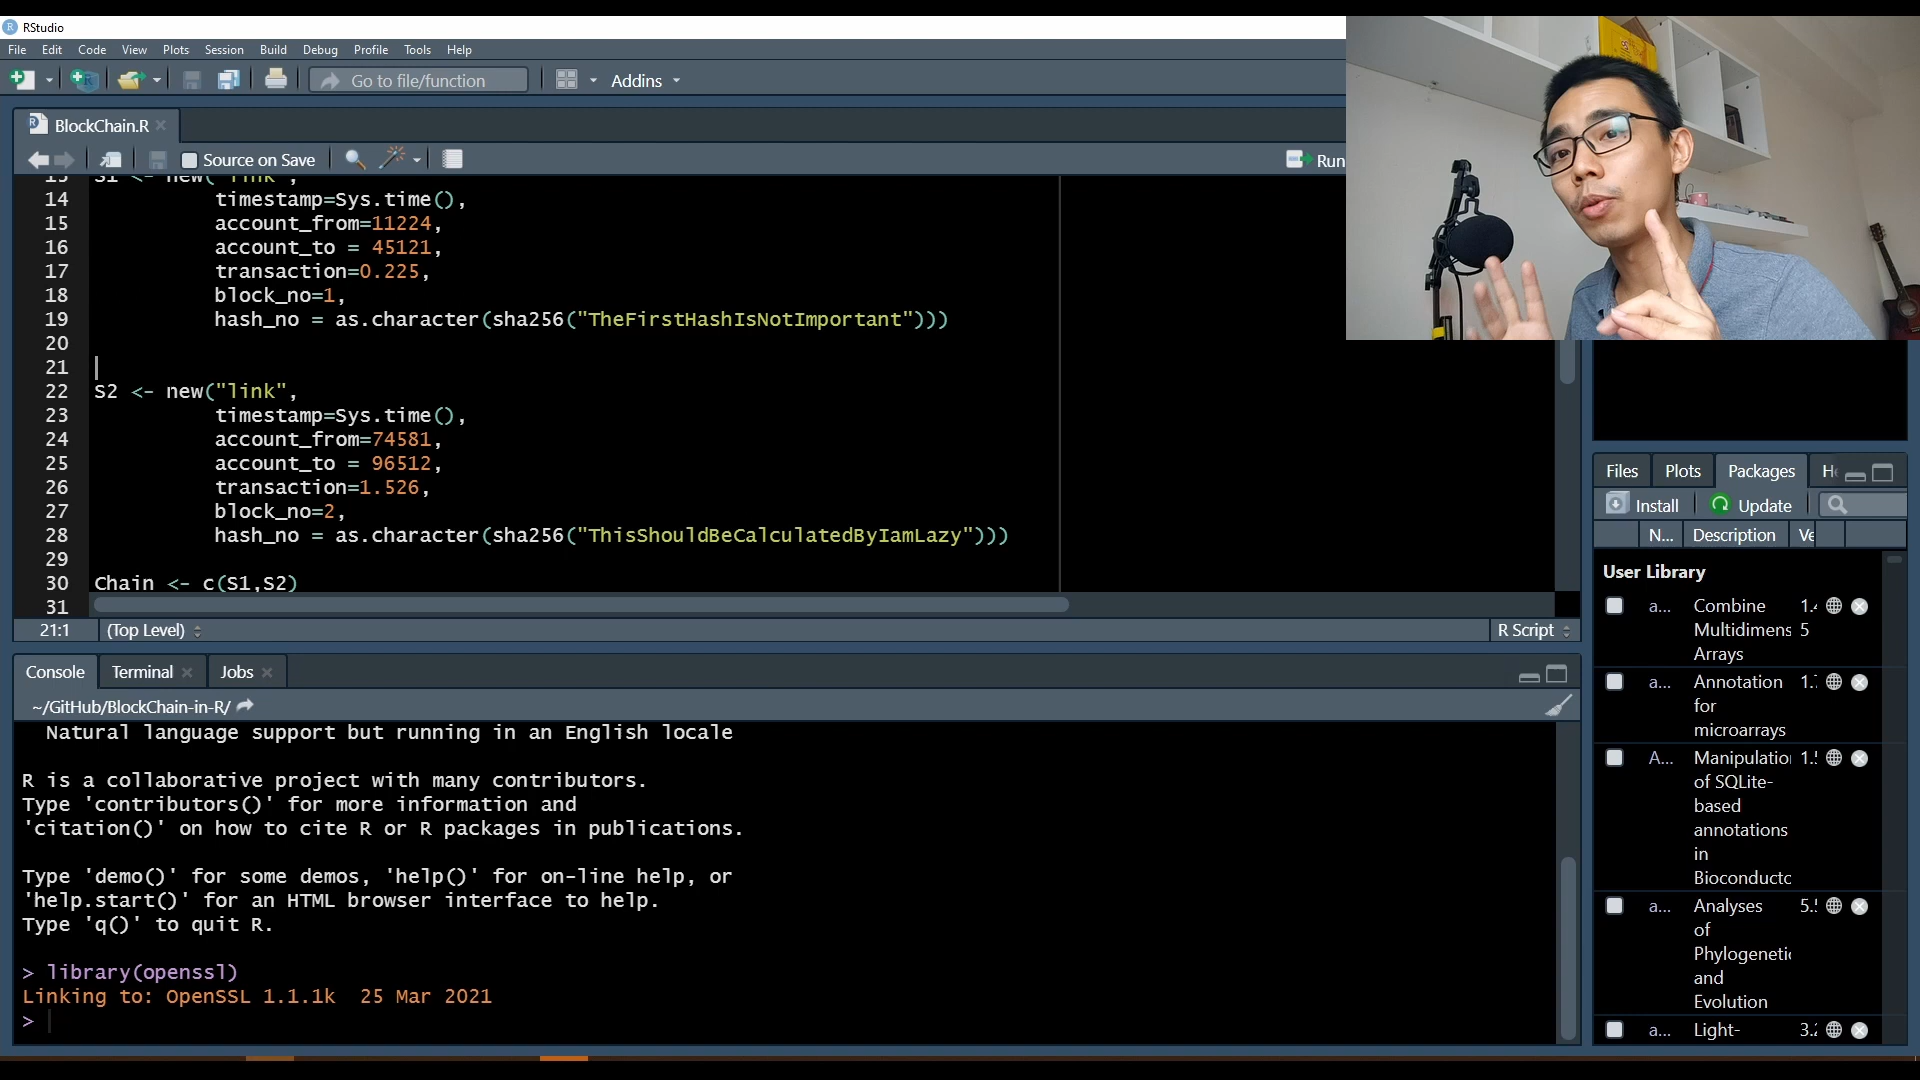 RStudio
File Edit Code View Plots Session Build Debug Profile Tools Help
Go to file/function Addins
BlockChain.R
Source on Save Run
14 timestamp=Sys.time(),
15 account_from=11224,
16 account_to = 45121,
17 transaction=0.225,
18 block_no=1,
19 hash_no = as.character(sha256("TheFirstHashIsNotImportant")))
20
21
22 S2 <- new("link",
23 timestamp=Sys.time(),
24 account_from=74581,
25 account_to = 96512,
26 transaction=1.526,
27 block_no=2,
28 hash_no = as.character(sha256("ThisShouldBeCalculatedByIamLazy")))
29
30 Chain <- c(S1,S2)
31
21:1 (Top Level) R Script
Console Terminal Jobs
~/GitHub/BlockChain-in-R/
Natural language support but running in an English locale
R is a collaborative project with many contributors.
Type 'contributors()' for more information and
'citation()' on how to cite R or R packages in publications.
Type 'demo()' for some demos, 'help()' for on-line help, or
'help.start()' for an HTML browser interface to help.
Type 'q()' to quit R.
> library(openssl)
Linking to: OpenSSL 1.1.1k  25 Mar 2021
>
Files Plots Packages
Install Update
N... Description
User Library
a... Combine
Multidimens 5
Arrays
a... Annotation
for
microarrays
A... Manipulatio
of SQLite-
based
annotations
in
Bioconducto
a... Analyses
of
Phylogeneti
and
Evolution
a... Light-